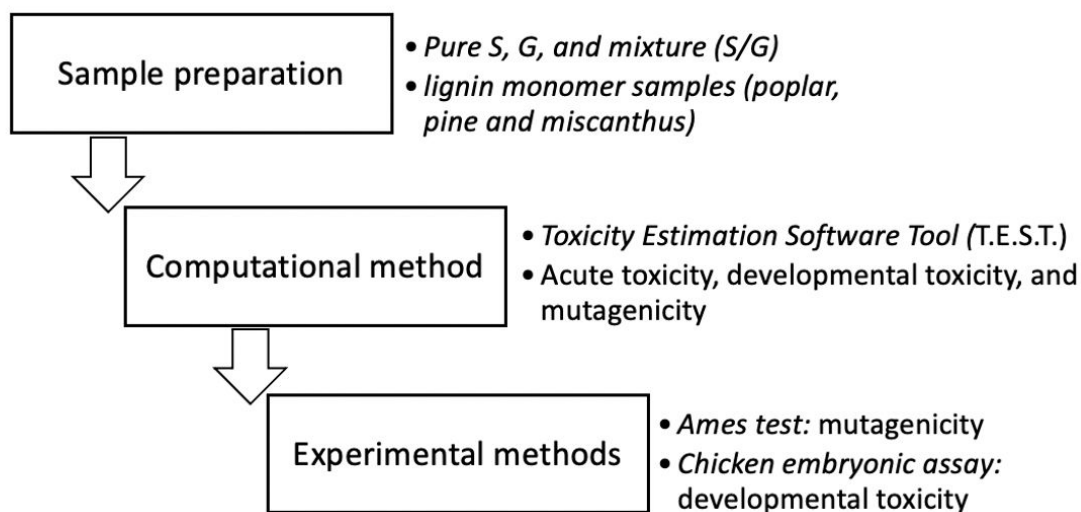 Sample preparation
• Pure S, G, and mixture (S/G)
• lignin monomer samples (poplar,
pine and miscanthus)
Computational method
• Toxicity Estimation Software Tool (T.E.S.T.)
• Acute toxicity, developmental toxicity, and
mutagenicity
Experimental methods
• Ames test: mutagenicity
• Chicken embryonic assay:
developmental toxicity